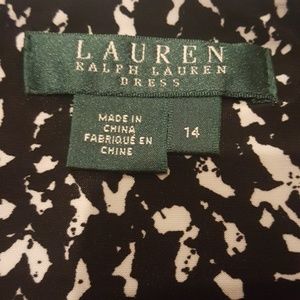 LAUREN
RALPH LAUREN
DRESS
MADE IN
CHINA
FABRIQUÉ EN
CHINE
14